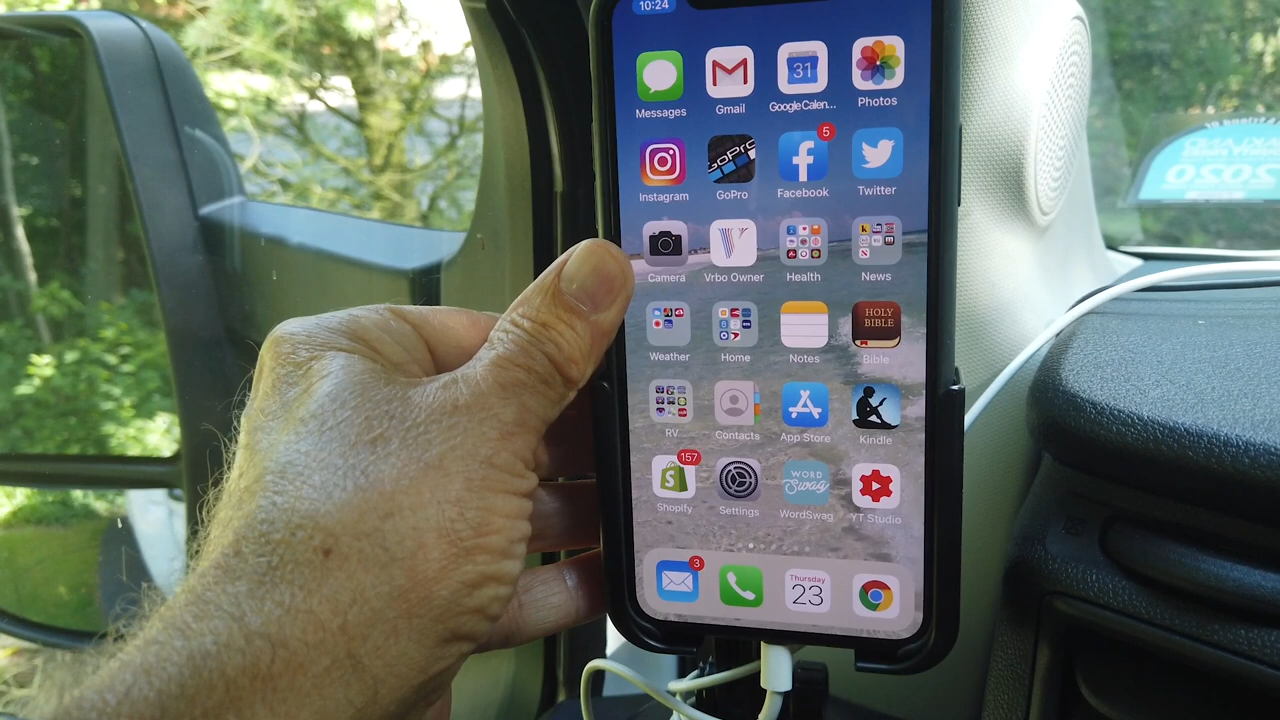 10:24
Messages
Gmail
31
Google Calen...
Photos
Instagram
GoPro
GoPro
5
Facebook
Twitter
Camera
Vrbo Owner
Health
News
Weather
Home
Notes
HOLY
BIBLE
Bible
RV
Contacts
App Store
Kindle
157
Shopify
Settings
WORD
Swag
WordSwag
YT Studio
3
Thursday
23
2020